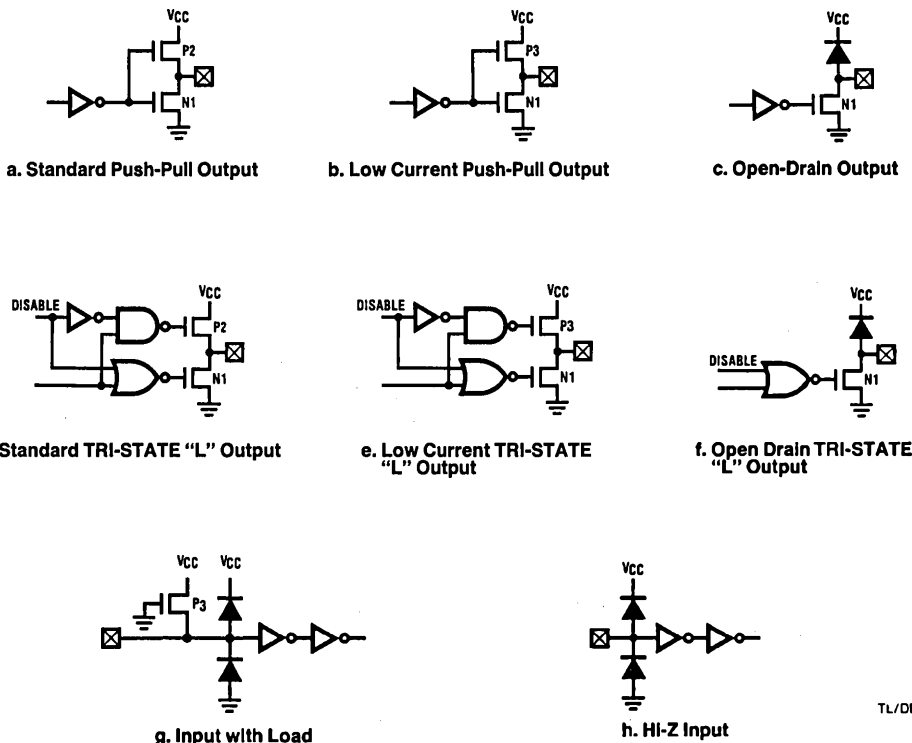 VCC
P2
N1
a. Standard Push-Pull Output
VCC
P3
N1
b. Low Current Push-Pull Output
VCC
N1
c. Open-Drain Output
DISABLE
VCC
P2
N1
Standard TRI-STATE “L” Output
DISABLE
VCC
P3
N1
e. Low Current TRI-STATE
“L” Output
DISABLE
VCC
N1
f. Open Drain TRI-STATE
“L” Output
VCC
VCC
P3
g. Input with Load
VCC
h. Hi-Z Input